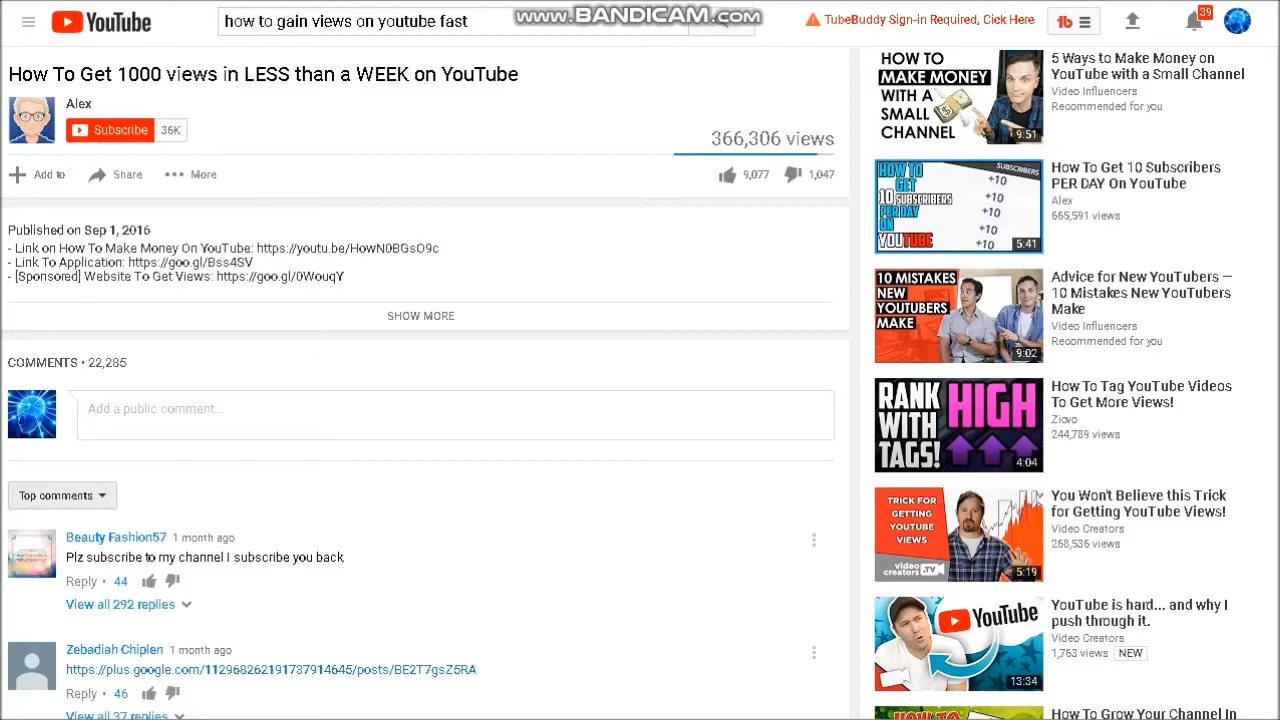 YouTube
how to gain views on youtube fast
www.BANDICAM.com
TubeBuddy Sign-in Required, Click Here
39
How To Get 1000 views in LESS than a WEEK on YouTube
Alex
Subscribe 36K
366,306 views
Add to Share More
9,077 1,047
Published on Sep 1, 2016
- Link on How To Make Money On YouTube: https://youtu.be/HowN0BGsO9c
- Link To Application: https://goo.gl/Bss4SV
- [Sponsored] Website To Get Views: https://goo.gl/0WouqY
SHOW MORE
COMMENTS • 22,285
Add a public comment...
Top comments
Beauty Fashion57 1 month ago
Plz subscribe to my channel I subscribe you back
Reply • 44
View all 292 replies
Zebadiah Chiplen 1 month ago
Reply • 46
View all 37 replies
HOW TO
MAKE MONEY
WITH A
SMALL
CHANNEL
9:51
5 Ways to Make Money on
YouTube with a Small Channel
Video Influencers
Recommended for you
HOW TO
GET
10 SUBSCRIBERS
PER DAY
ON
YOUTUBE
SUBSCRIBERS
+10
+10
+10
+10
+10
5:41
How To Get 10 Subscribers
PER DAY On YouTube
Alex
665,591 views
10 MISTAKES
NEW
YOUTUBERS
MAKE
9:02
Advice for New YouTubers —
10 Mistakes New YouTubers
Make
Video Influencers
Recommended for you
RANK
WITH
TAGS!
HIGH
4:04
How To Tag YouTube Videos
To Get More Views!
Ziovo
244,789 views
TRICK FOR
GETTING
YOUTUBE
VIEWS
video
creators.TV
5:19
You Won't Believe this Trick
for Getting YouTube Views!
Video Creators
268,536 views
YouTube
13:34
YouTube is hard... and why I
push through it.
Video Creators
1,763 views NEW
HOW TO
How To Grow Your Channel In